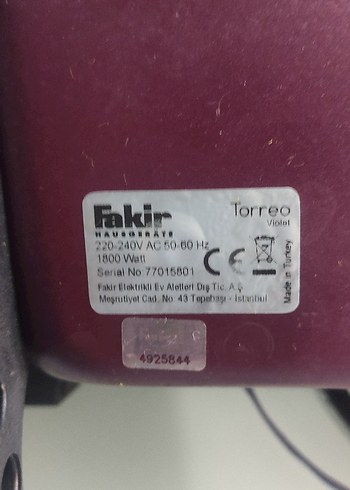 Fakir
HAUSGERÄTE
Torreo
Violet
220-240V AC 50-60 Hz
1800 Watt
Serial No 77015801
Fakir Elektrikli Ev Aletleri Dış Tic. A.Ş.
Meşrutiyet Cad. No: 43 Tepebaşı - İstanbul
CE
Made in Turkey
4925844